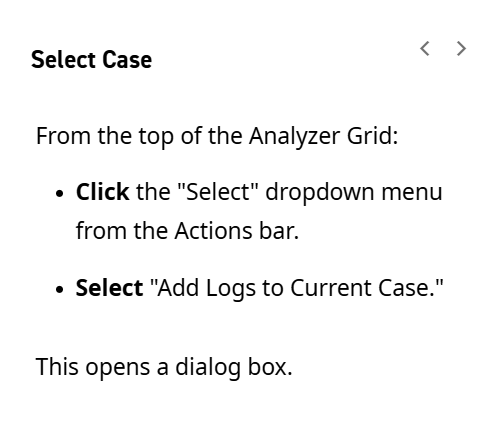 Select Case
From the top of the Analyzer Grid:
• Click the "Select" dropdown menu
from the Actions bar.
• Select "Add Logs to Current Case."
This opens a dialog box.